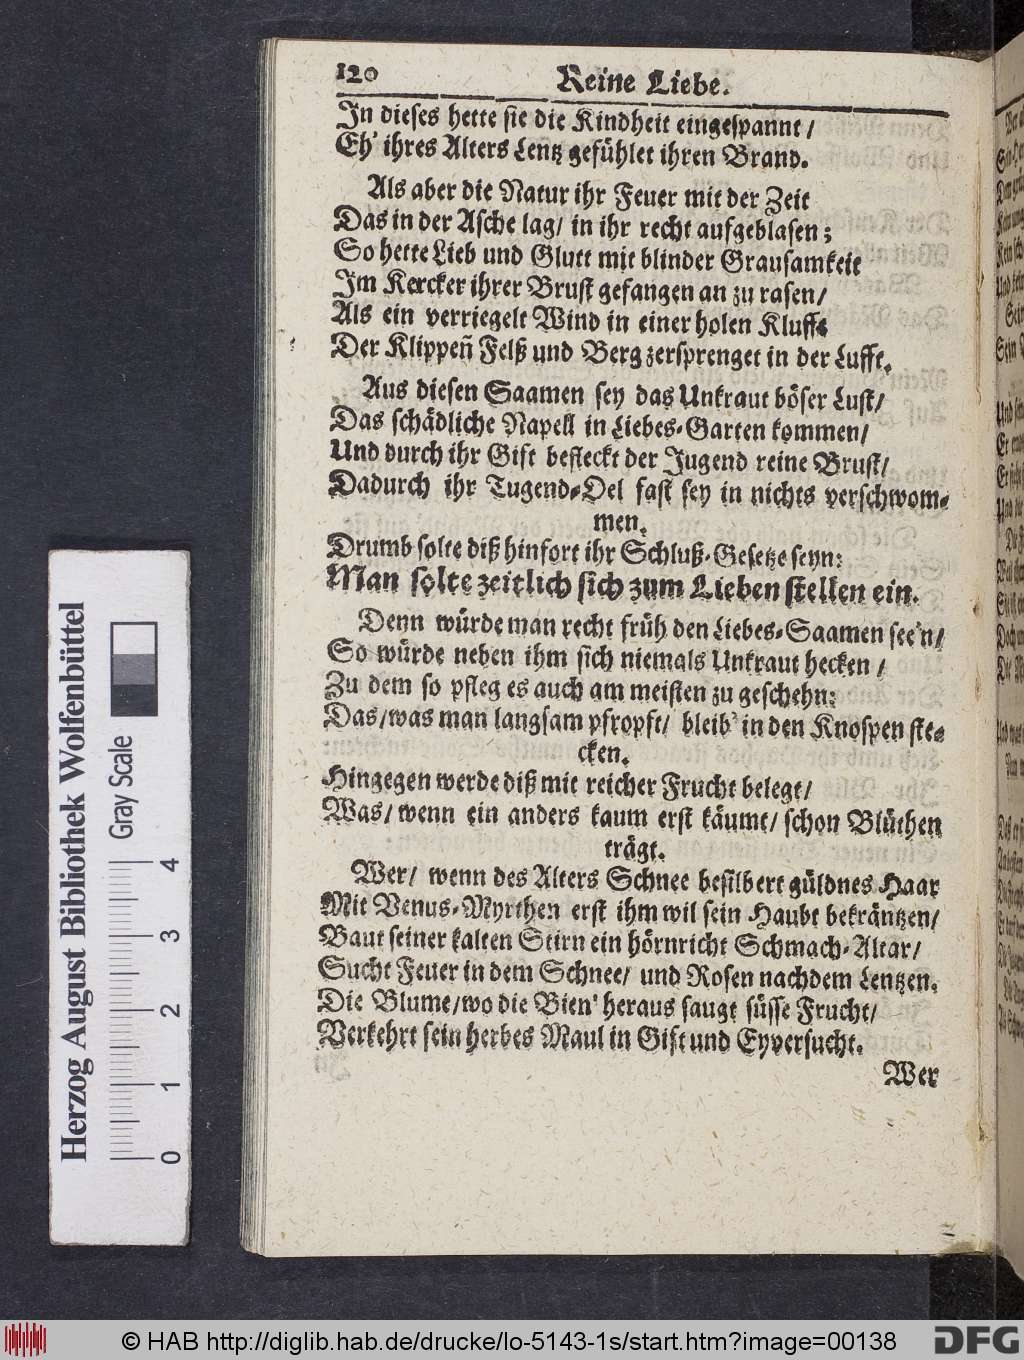 120 Reine Liebe.
In dieses hette sie die Kindheit eingespannt /
Eh' ihres Alters Lentz gefühlet ihren Brand.
Als aber die Natur ihr Feuer mit der Zeit
Das in der Asche lag / in ihr recht aufgeblasen ;
So hette Lieb und Glutt mit blinder Grausamkeit
Im Kercker ihrer Brust gefangen an zu rasen /
Als ein verriegelt Wind in einer holen Klufft
Der Klippen̄ Felß und Berg zersprenget in der Lufft.
Aus diesen Saamen sey das Unkraut böser Lust /
Das schädliche Napell in Liebes-Garten kommen /
Und durch ihr Gift befleckt der Jugend reine Brust /
Dadurch ihr Tugend-Oel fast sey in nichts verschwom-
men.
Drumb solte diß hinfort ihr Schluß-Gesetze seyn:
Man solte zeitlich sich zum Lieben stellen ein.
Denn würde man recht früh den Liebes-Saamen see'n /
So würde neben ihm sich niemals Unkraut hecken /
Zu dem so pfleg es auch am meisten zu geschehn:
Das / was man langsam pfropft / bleib' in den Knospen ste-
cken.
Hingegen werde diß mit reicher Frucht belegt /
Was / wenn ein anders kaum erst käumt / schon Blüthen
trägt.
Wer / wenn des Alters Schnee besilbert güldnes Haar
Mit Venus-Myrthen erst ihm wil sein Haubt bekräntzen /
Baut seiner kalten Stirn ein hörnricht Schmach-Altar /
Sucht Feuer in dem Schnee / und Rosen nach dem Lentzen.
Die Blume / wo die Bien' heraus saugt süsse Frucht /
Verkehrt sein herbes Maul in Gift und Eyversucht.
Wer
Herzog August Bibliothek Wolfenbüttel
Gray Scale
0 1 2 3 4
© HAB http://diglib.hab.de/drucke/lo-5143-1s/start.htm?image=00138
DFG